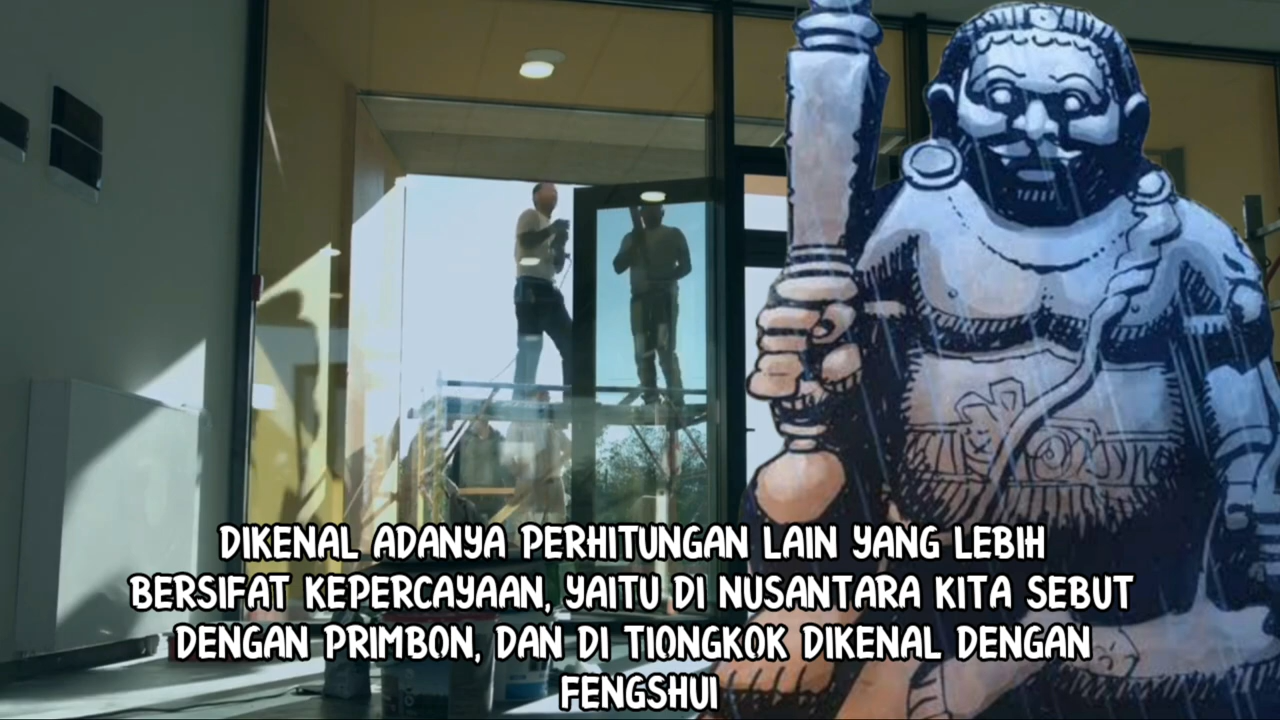 DIKENAL ADANYA PERHITUNGAN LAIN YANG LEBIH
BERSIFAT KEPERCAYAAN, YAITU DI NUSANTARA KITA SEBUT
DENGAN PRIMBON, DAN DI TIONGKOK DIKENAL DENGAN
FENGSHUI